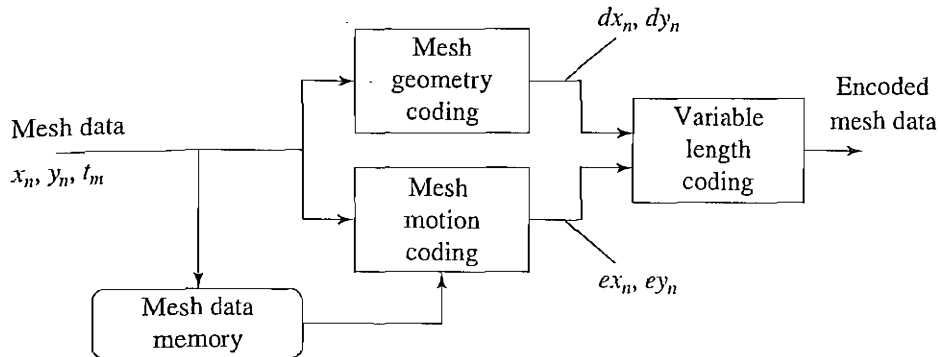 Mesh data
x_n, y_n, t_m
Mesh
geometry
coding
dx_n, dy_n
Mesh
motion
coding
ex_n, ey_n
Mesh data
memory
Variable
length
coding
Encoded
mesh data